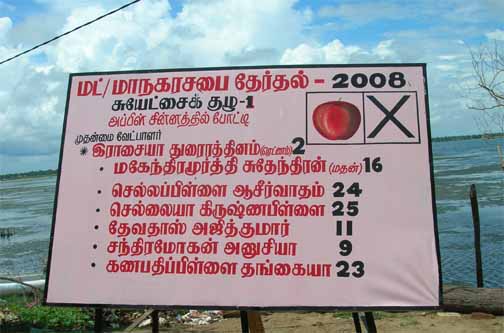 மட்/மாநகரசபை தேர்தல் - 2008
சுயேட்சைக் குழு-1
அப்பிள் சின்னத்தில் போட்டி
முதன்மை வேட்பாளர்
* இராசையா துரைரத்தினம்(ரெட்ணம்) 2
• மகேந்திரமூர்த்தி சுதேந்திரன் (மதன்) 16
• செல்லப்பிள்ளை ஆசீர்வாதம் 24
• செல்லையா கிருஷ்ணபிள்ளை 25
• தேவதாஸ் அஜித்குமார் 11
• சந்திரமோகன் அனுசியா 9
• கணபதிப்பிள்ளை தங்கையா 23